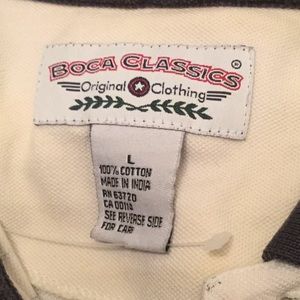 BOCA CLASSICS®
Original Clothing
L
100% COTTON
MADE IN INDIA
RN 63720
CA 00113
SEE REVERSE SIDE
FOR CARE